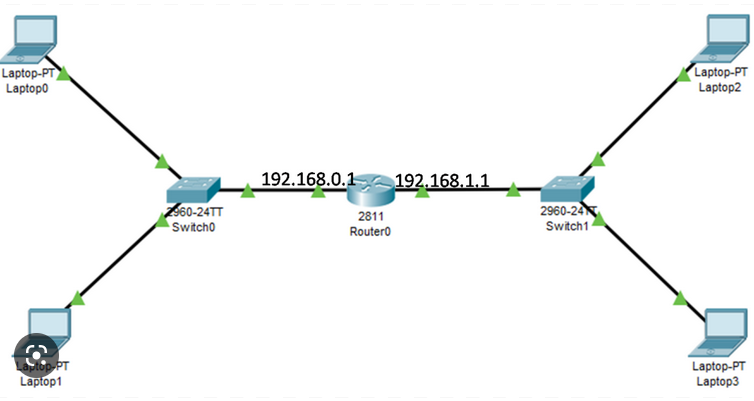 Laptop-PT
Laptop0
Laptop-PT
Laptop2
192.168.0.1
192.168.1.1
2960-24TT
Switch0
2811
Router0
2960-24TT
Switch1
Laptop-PT
Laptop1
Laptop-PT
Laptop3